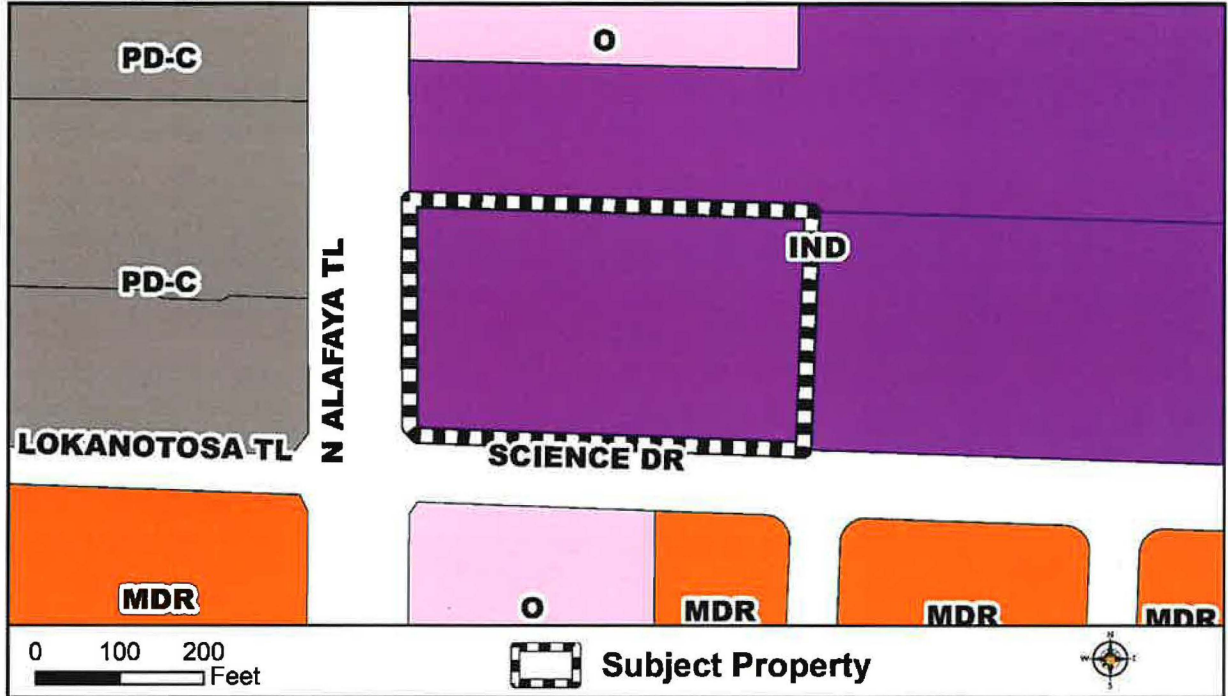 PD-C
O
PD-C
IND
N ALAFAYA TL
LOKANOTOSA TL
SCIENCE DR
MDR
O
MDR
MDR
MDR
0 100 200
Feet
Subject Property
N
W E
S